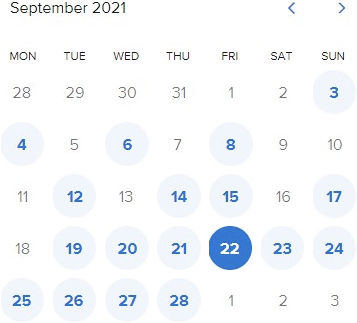 September 2021
MON TUE WED THU FRI SAT SUN
28 29 30 31 1 2 3
4 5 6 7 8 9 10
11 12 13 14 15 16 17
18 19 20 21 22 23 24
25 26 27 28 1 2 3